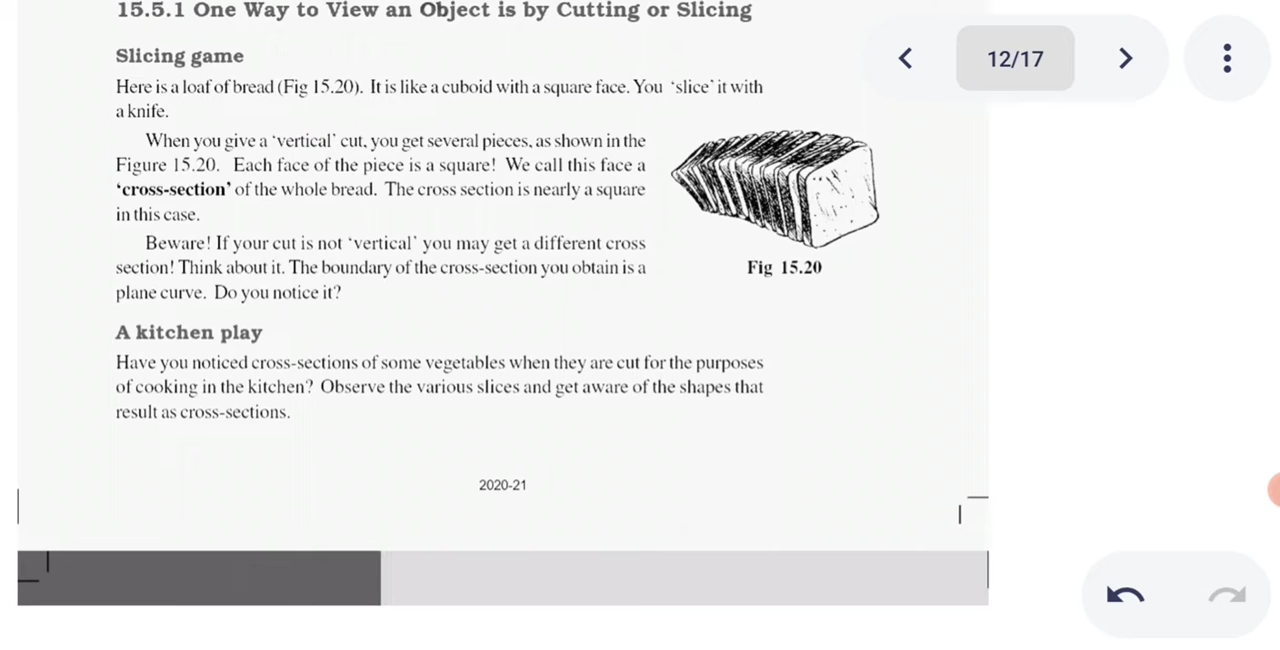 15.5.1 One Way to View an Object is by Cutting or Slicing
Slicing game
Here is a loaf of bread (Fig 15.20). It is like a cuboid with a square face. You ‘slice’ it with
a knife.
When you give a ‘vertical’ cut, you get several pieces, as shown in the
Figure 15.20. Each face of the piece is a square! We call this face a
‘cross-section’ of the whole bread. The cross section is nearly a square
in this case.
Beware! If your cut is not ‘vertical’ you may get a different cross
section! Think about it. The boundary of the cross-section you obtain is a
plane curve. Do you notice it?
Fig 15.20
A kitchen play
Have you noticed cross-sections of some vegetables when they are cut for the purposes
of cooking in the kitchen? Observe the various slices and get aware of the shapes that
result as cross-sections.
2020-21
12/17